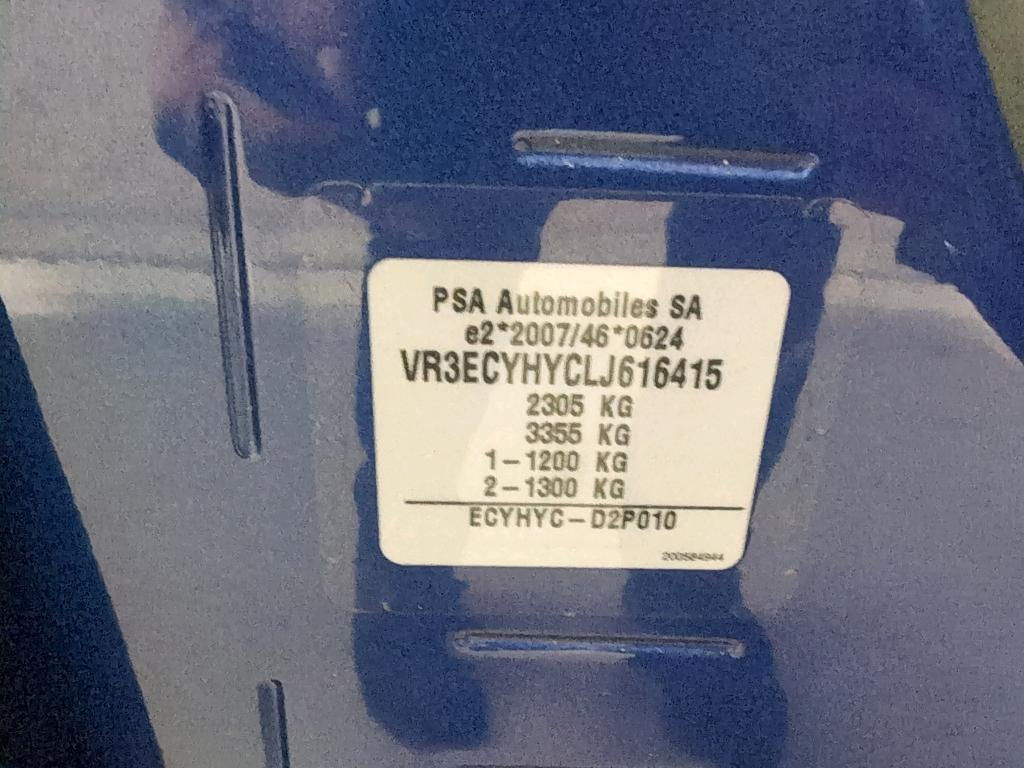 PSA Automobiles SA
e2*2007/46*0624
VR3ECYHYCLJ616415
2305 KG
3355 KG
1-1200 KG
2-1300 KG
ECYHYC-D2P010
200584944